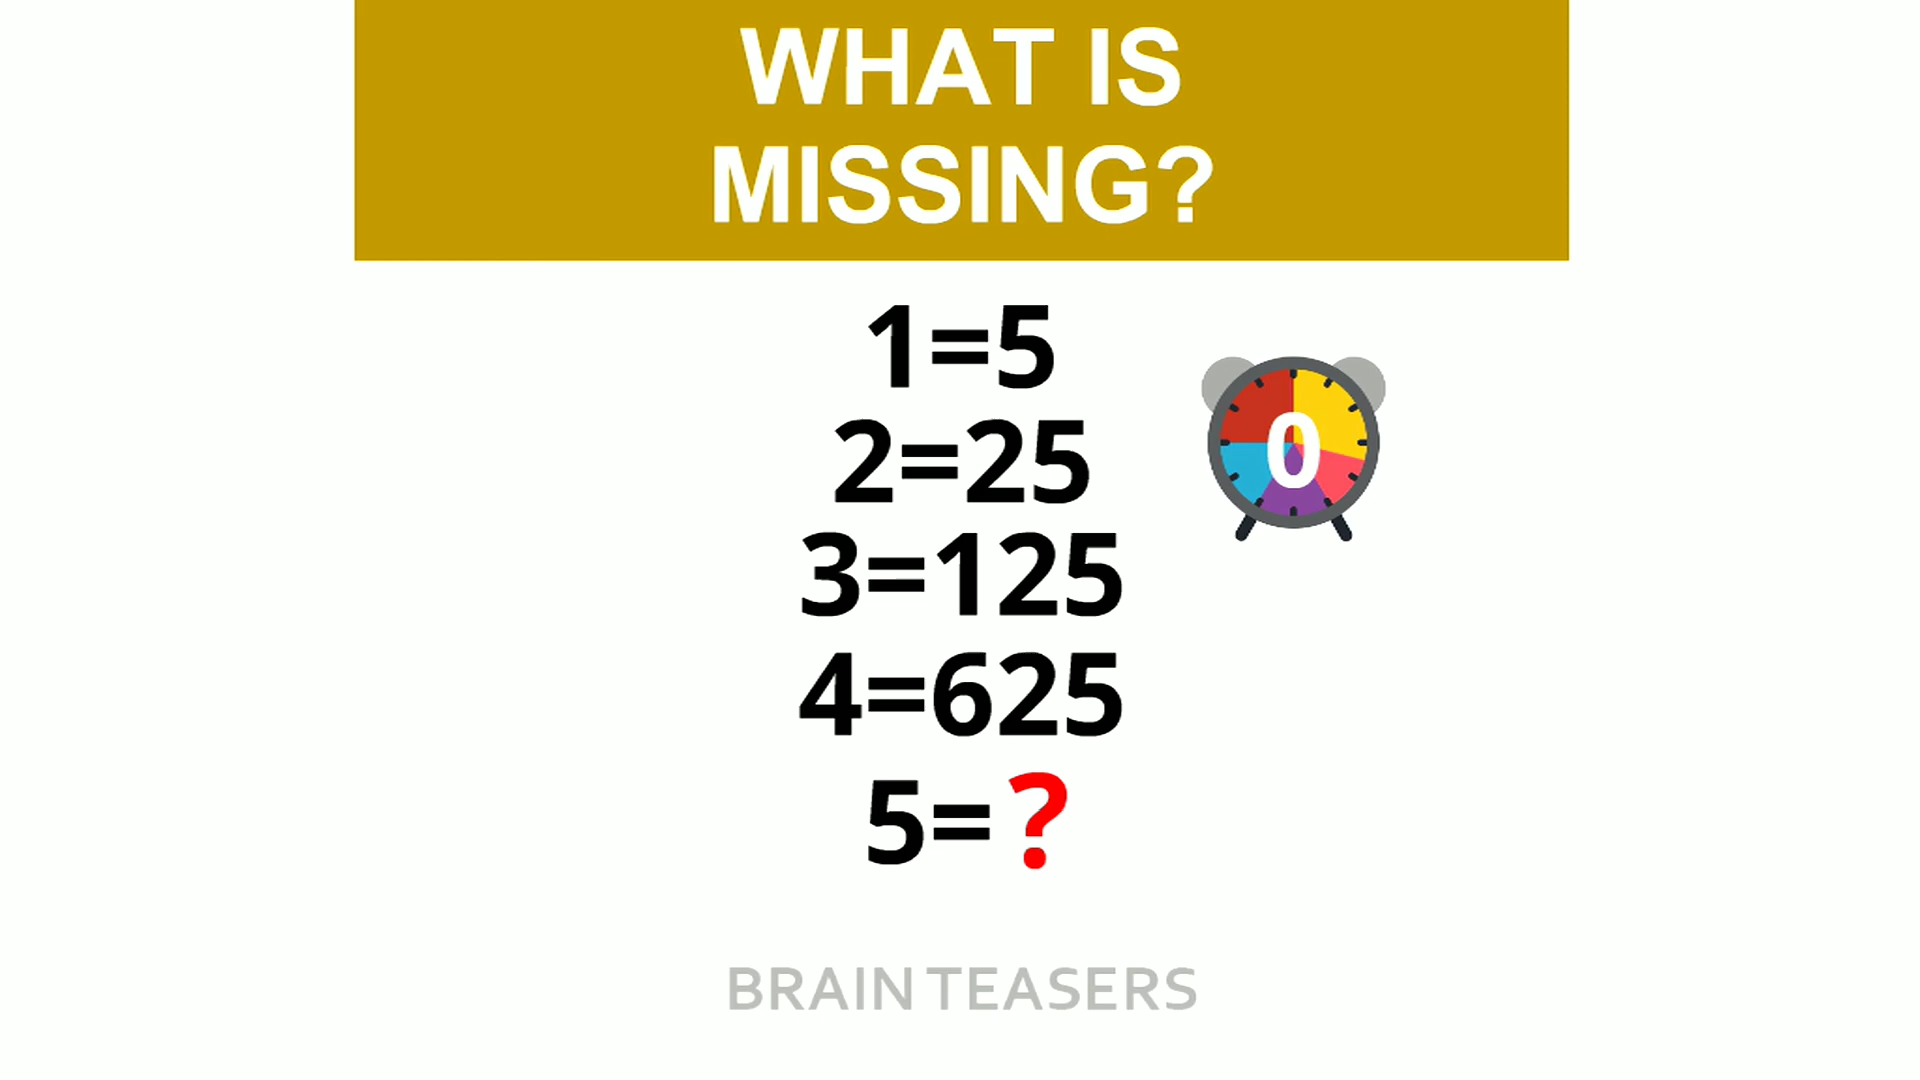 WHAT IS
MISSING?
1=5
2=25
0
3=125
4=625
5=?
BRAIN TEASERS